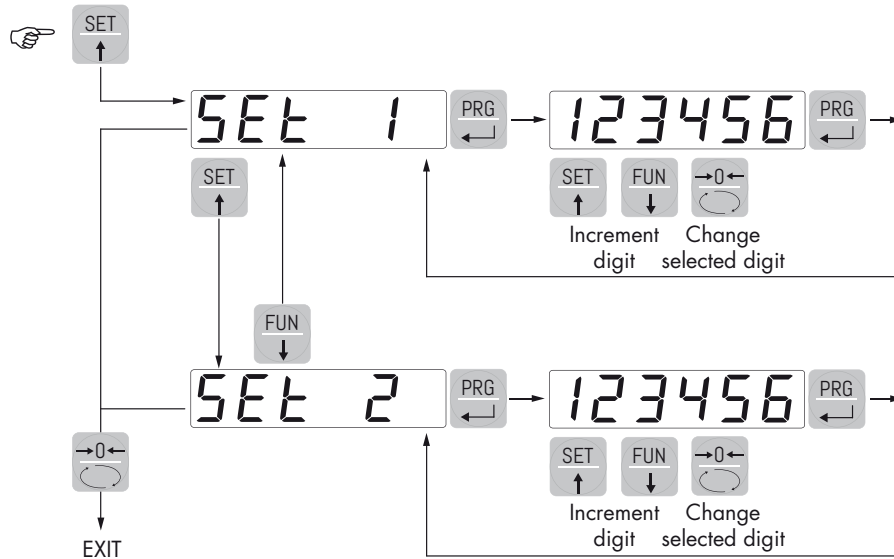 SET
SEt 1
PRG
123456
PRG
SET
SET
FUN
→0←
Increment
digit
Change
selected digit
FUN
SEt 2
PRG
123456
PRG
→0←
SET
FUN
→0←
Increment
digit
Change
selected digit
EXIT